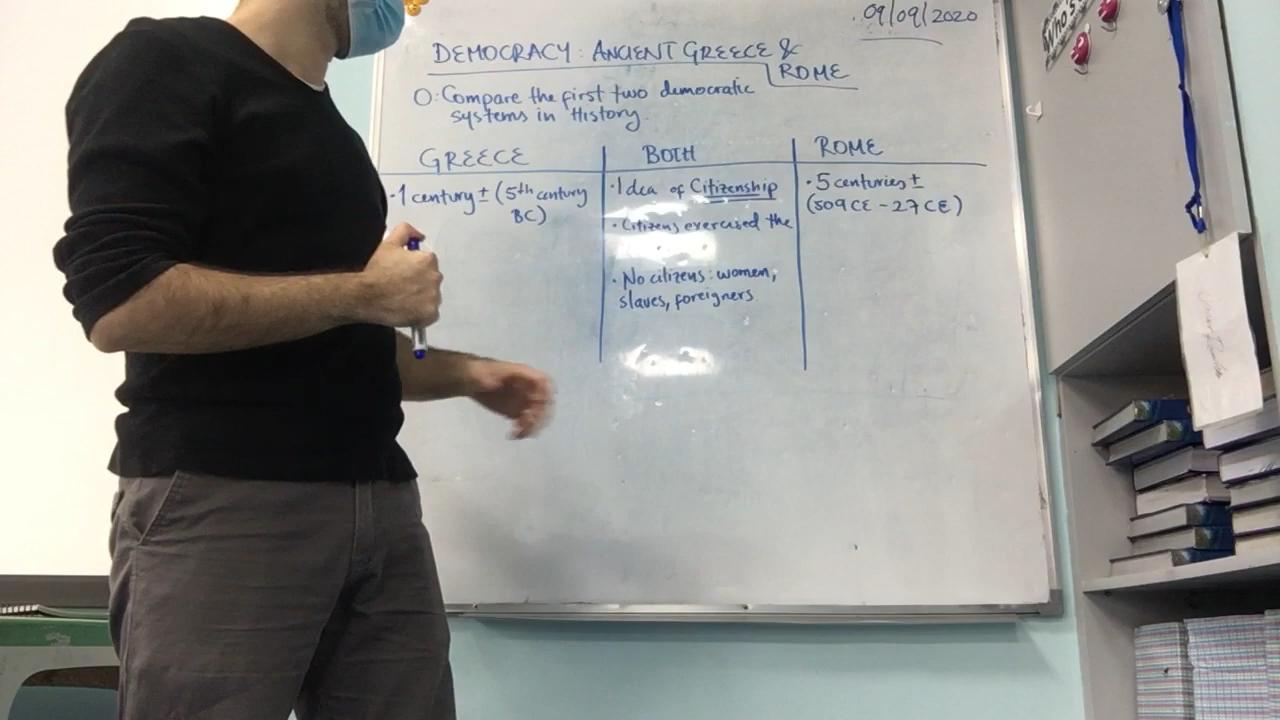 09/09/2020
DEMOCRACY: ANCIENT GREECE &
ROME
O: Compare the first two democratic
systems in History.
GREECE
BOTH
ROME
· 1 century ± (5th century
BC)
· Idea of Citizenship
· Citizens exercised the
· No citizens: women,
slaves, foreigners
· 5 centuries ±
(509 CE - 27 CE)
Who's